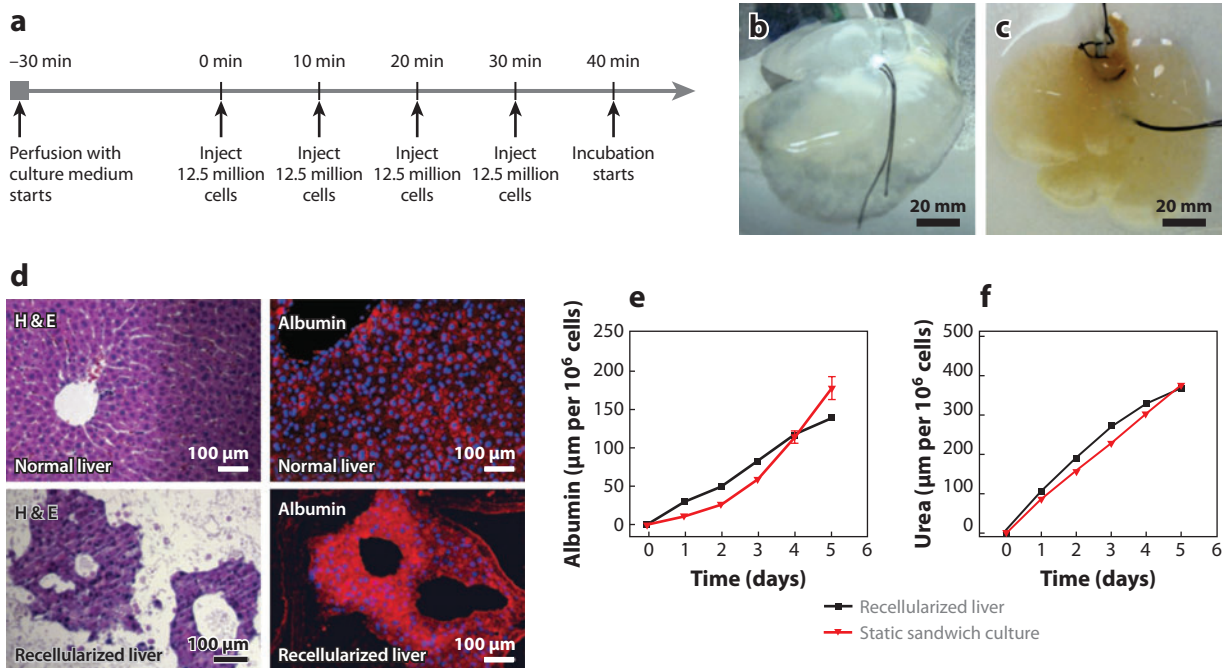 a
–30 min
0 min
10 min
20 min
30 min
40 min
Perfusion with
culture medium
starts
Inject
12.5 million
cells
Inject
12.5 million
cells
Inject
12.5 million
cells
Inject
12.5 million
cells
Incubation
starts
b
20 mm
c
20 mm
d
H & E
Normal liver
100 µm
Albumin
Normal liver
100 µm
H & E
Recellularized liver
100 µm
Albumin
Recellularized liver
100 µm
e
Albumin (µm per 10⁶ cells)
250
200
150
100
50
0
0 1 2 3 4 5 6
Time (days)
f
Urea (µm per 10⁶ cells)
500
400
300
200
100
0
0 1 2 3 4 5 6
Time (days)
Recellularized liver
Static sandwich culture